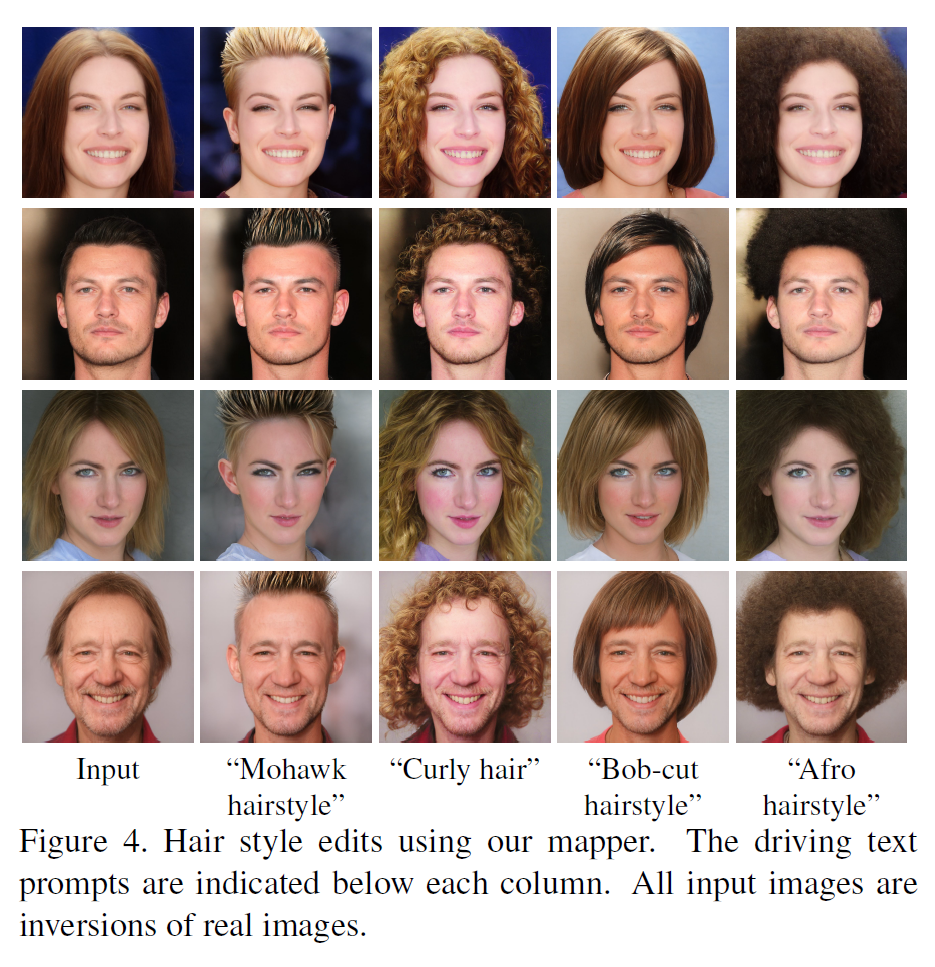 Input
“Mohawk
hairstyle”
“Curly hair”
“Bob-cut
hairstyle”
“Afro
hairstyle”
Figure 4. Hair style edits using our mapper. The driving text
prompts are indicated below each column. All input images are
inversions of real images.